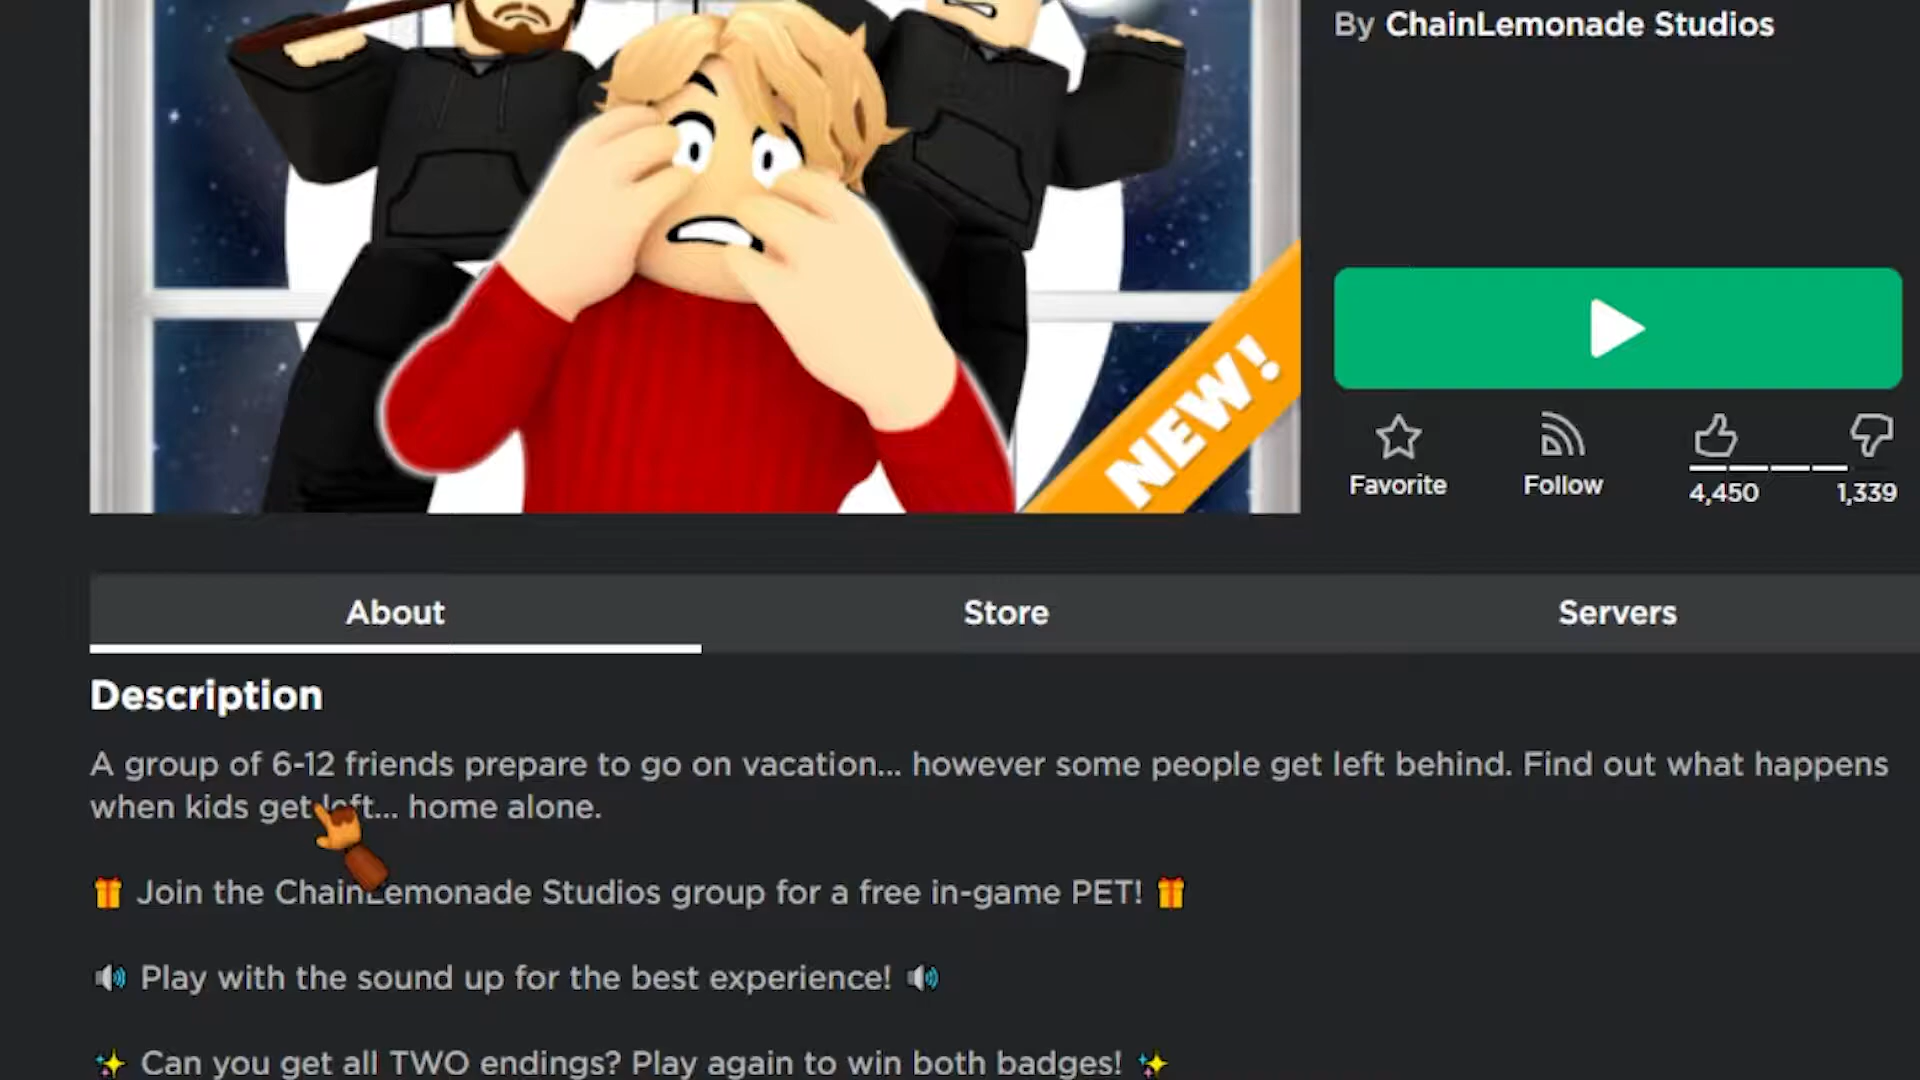 By ChainLemonade Studios
NEW!
Favorite
Follow
4,450
1,339
About
Store
Servers
Description
A group of 6-12 friends prepare to go on vacation... however some people get left behind. Find out what happens
when kids get left... home alone.
🎁 Join the ChainLemonade Studios group for a free in-game PET! 🎁
🔊 Play with the sound up for the best experience! 🔊
✨ Can you get all TWO endings? Play again to win both badges! ✨